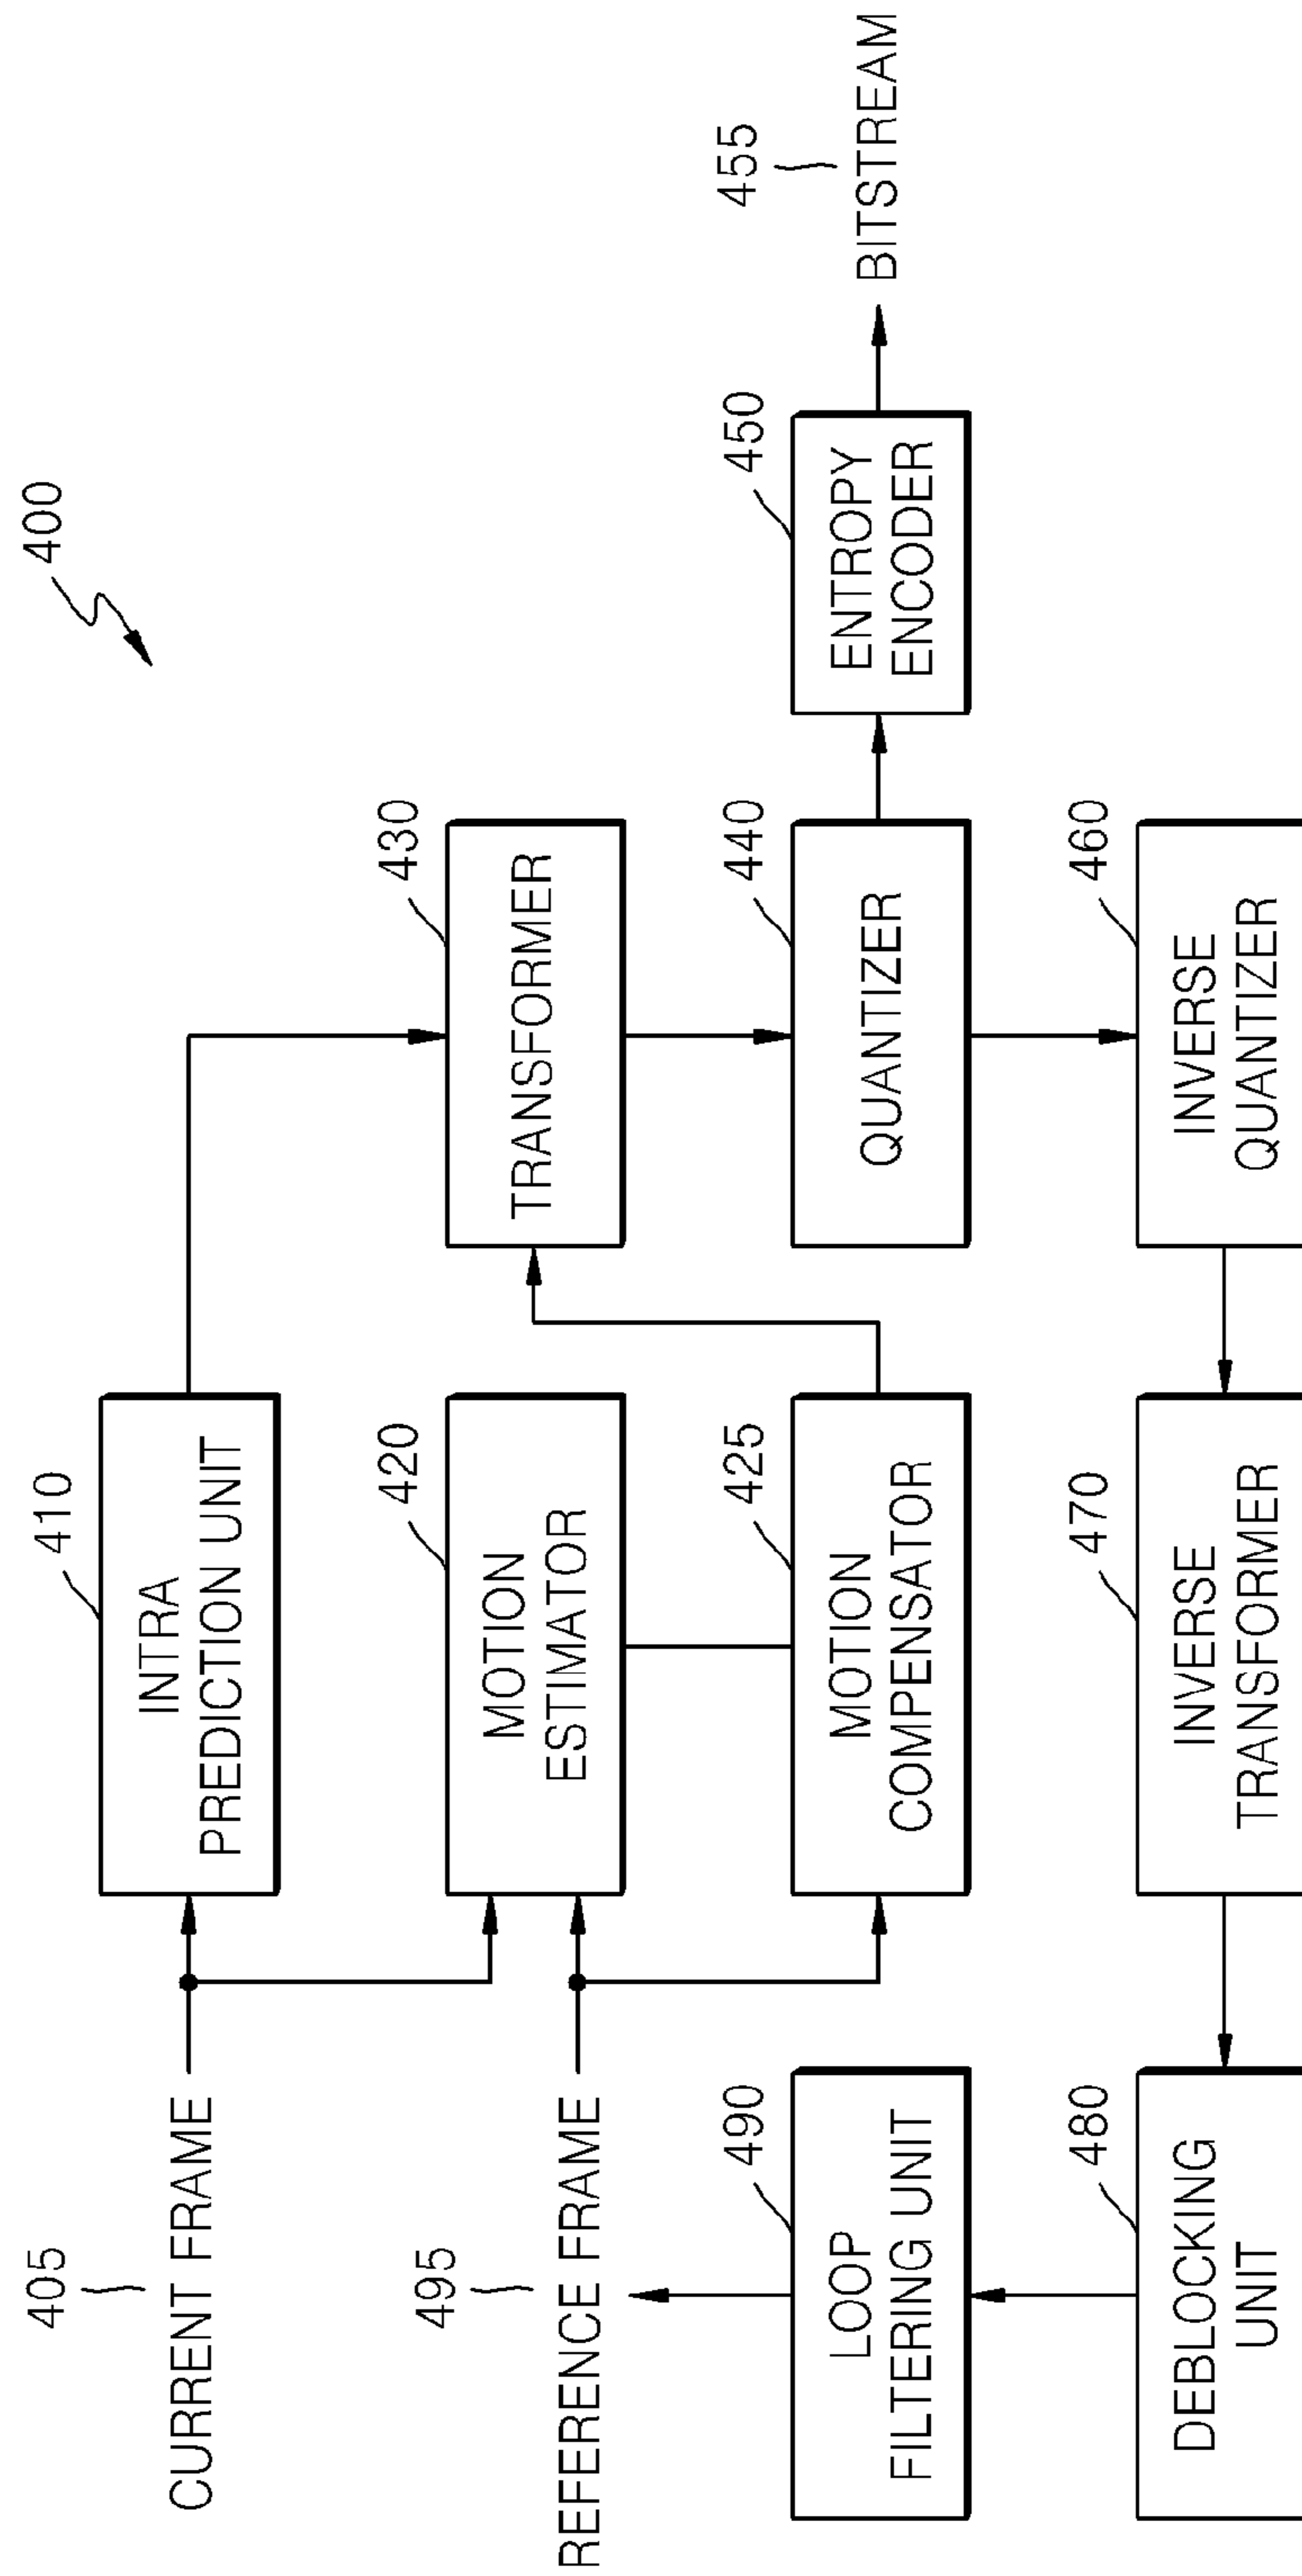 400
405
CURRENT FRAME
410
INTRA
PREDICTION UNIT
495
REFERENCE FRAME
420
MOTION
ESTIMATOR
430
TRANSFORMER
490
LOOP
FILTERING UNIT
425
MOTION
COMPENSATOR
440
QUANTIZER
450
ENTROPY
ENCODER
455
BITSTREAM
480
DEBLOCKING
UNIT
470
INVERSE
TRANSFORMER
460
INVERSE
QUANTIZER